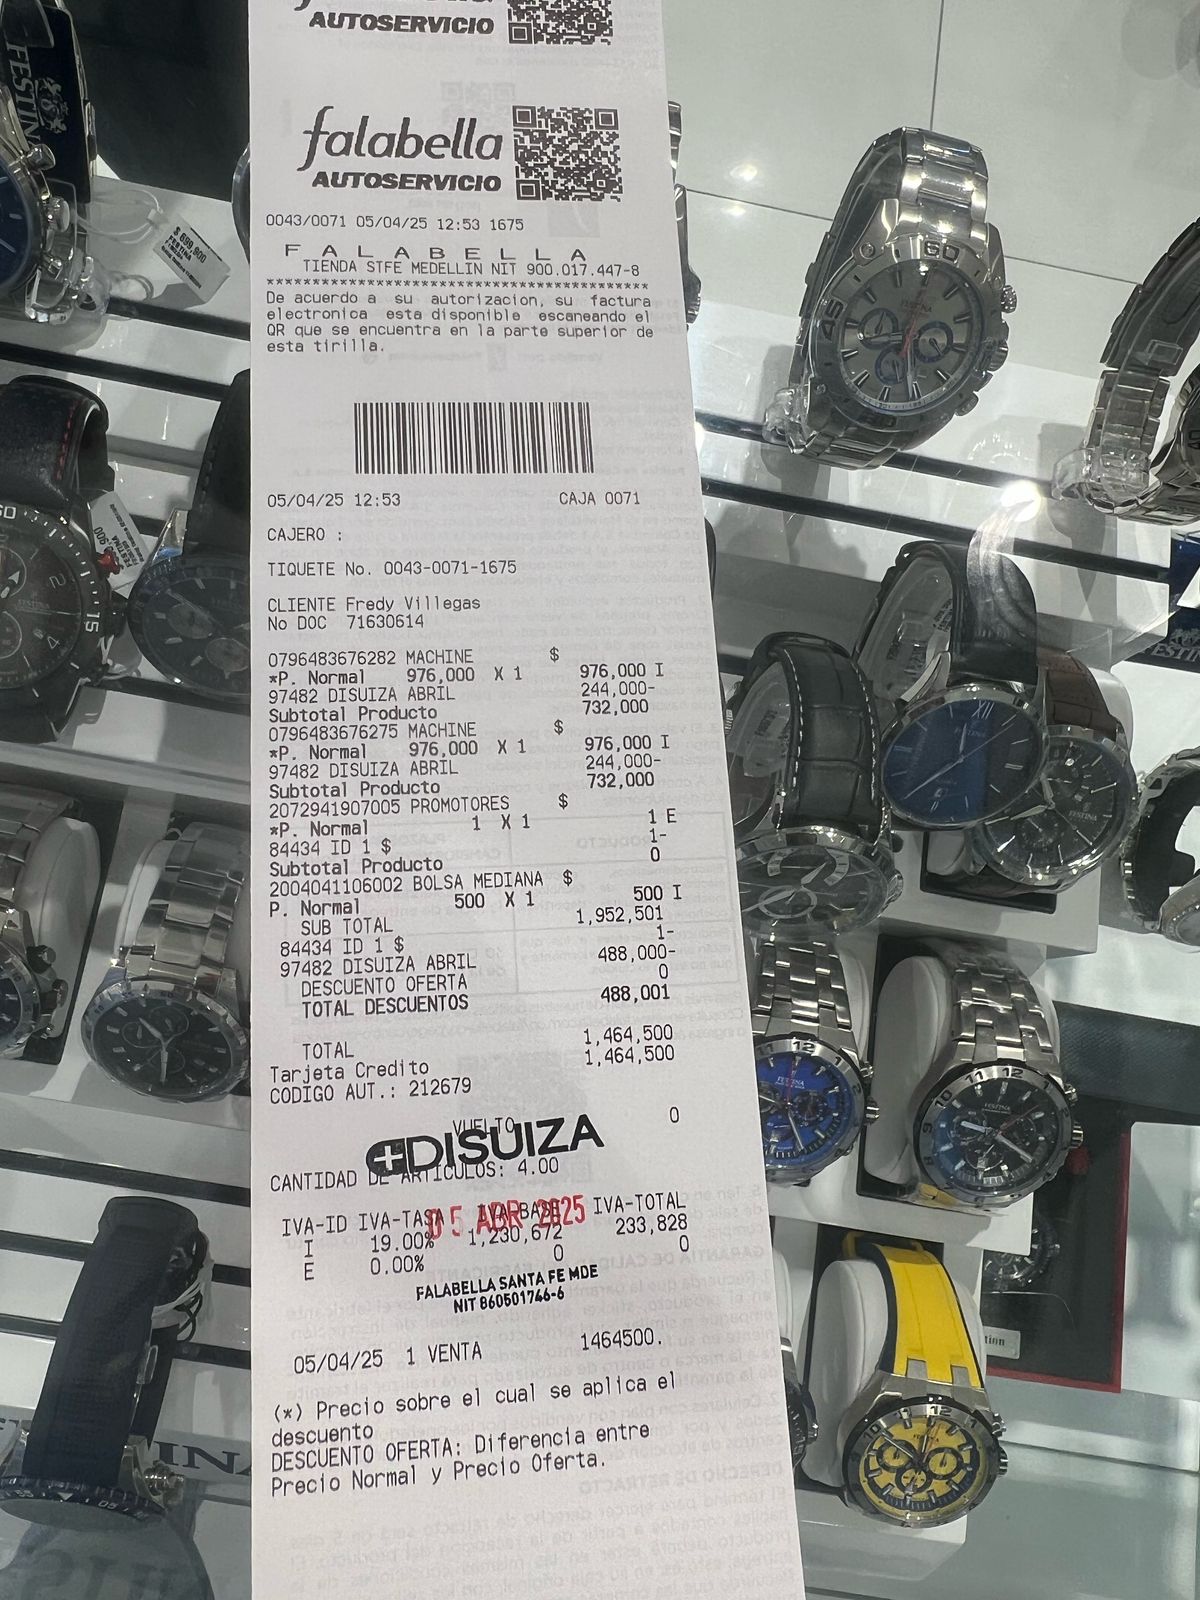 AUTOSERVICIO
falabella
AUTOSERVICIO
0043/0071 05/04/25 12:53 1675
F A L A B E L L A
TIENDA STFE MEDELLIN NIT 900.017.447-8
******************************************
De acuerdo a su autorizacion, su factura
electronica esta disponible escaneando el
QR que se encuentra en la parte superior de
esta tirilla.
05/04/25 12:53 CAJA 0071
CAJERO :
TIQUETE No. 0043-0071-1675
CLIENTE Fredy Villegas
No DOC 71630614
0796483676282 MACHINE $
*P. Normal 976,000 X 1 976,000 I
97482 DISUIZA ABRIL 244,000-
Subtotal Producto 732,000
0796483676275 MACHINE $
*P. Normal 976,000 X 1 976,000 I
97482 DISUIZA ABRIL 244,000-
Subtotal Producto 732,000
2072941907005 PROMOTORES $
*P. Normal 1 X 1 1 E
84434 ID 1 $ 1-
Subtotal Producto 0
2004041106002 BOLSA MEDIANA $
P. Normal 500 X 1 500 I
SUB TOTAL 1,952,501
84434 ID 1 $ 1-
97482 DISUIZA ABRIL 488,000-
DESCUENTO OFERTA 0
TOTAL DESCUENTOS 488,001
TOTAL 1,464,500
Tarjeta Credito 1,464,500
CODIGO AUT.: 212679
VUELTO 0
DISUIZA
CANTIDAD DE ARTICULOS: 4.00
IVA-ID IVA-TASA IVA-BASE IVA-TOTAL
05 ABR 2025
I 19.00% 1,230,672 233,828
E 0.00% 0 0
FALABELLA SANTA FE MDE
NIT 860501746-6
05/04/25 1 VENTA 1464500.
(*) Precio sobre el cual se aplica el
descuento
DESCUENTO OFERTA: Diferencia entre
Precio Normal y Precio Oferta.
FESTIN
$ 699,900
FESTINA